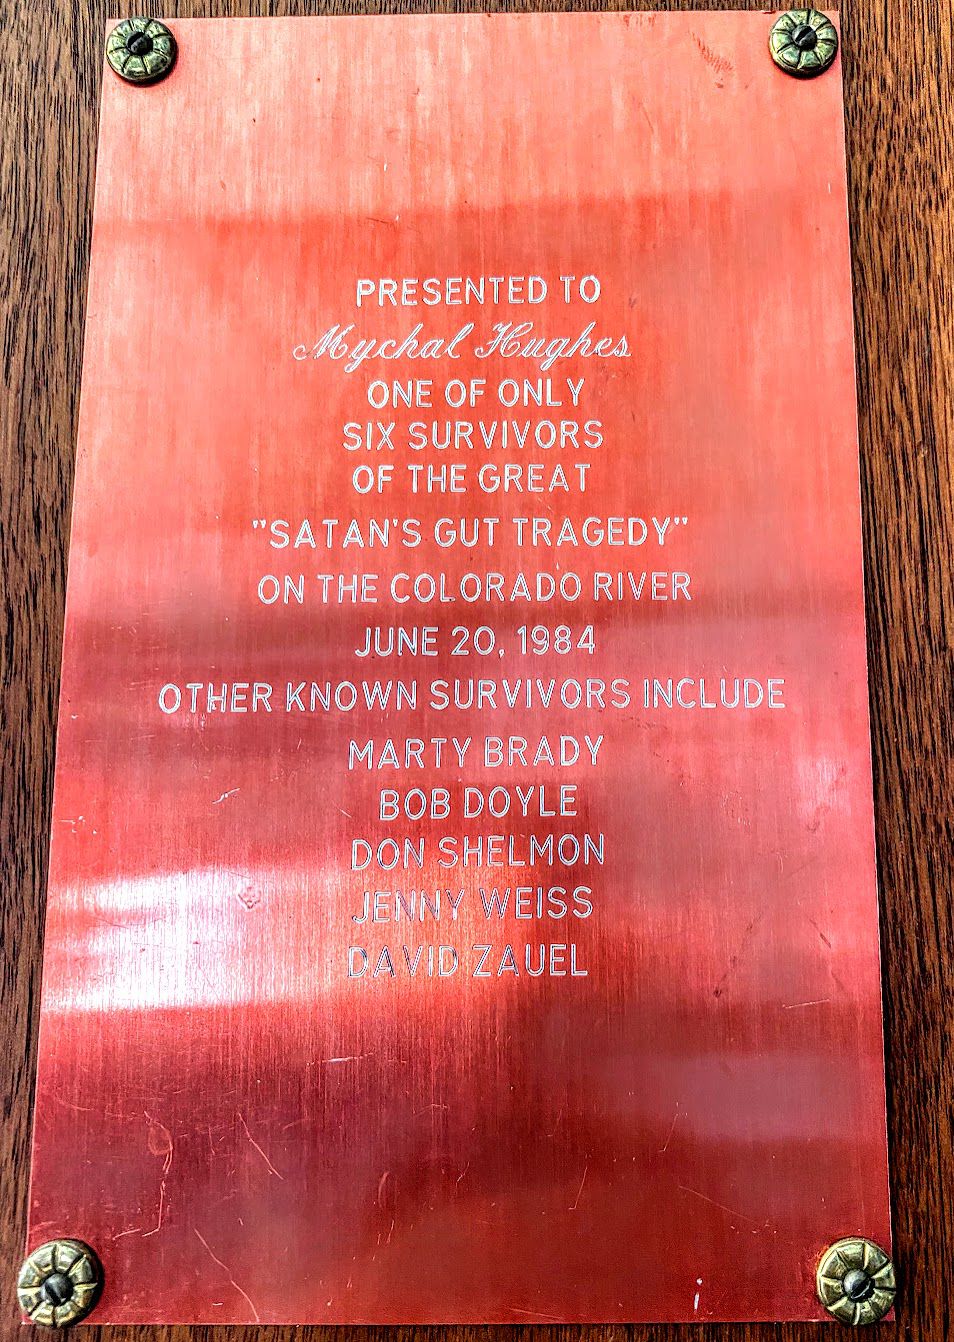 PRESENTED TO
Mychal Hughes
ONE OF ONLY
SIX SURVIVORS
OF THE GREAT
"SATAN'S GUT TRAGEDY"
ON THE COLORADO RIVER
JUNE 20, 1984
OTHER KNOWN SURVIVORS INCLUDE
MARTY BRADY
BOB DOYLE
DON SHELMON
JENNY WEISS
DAVID ZAUEL